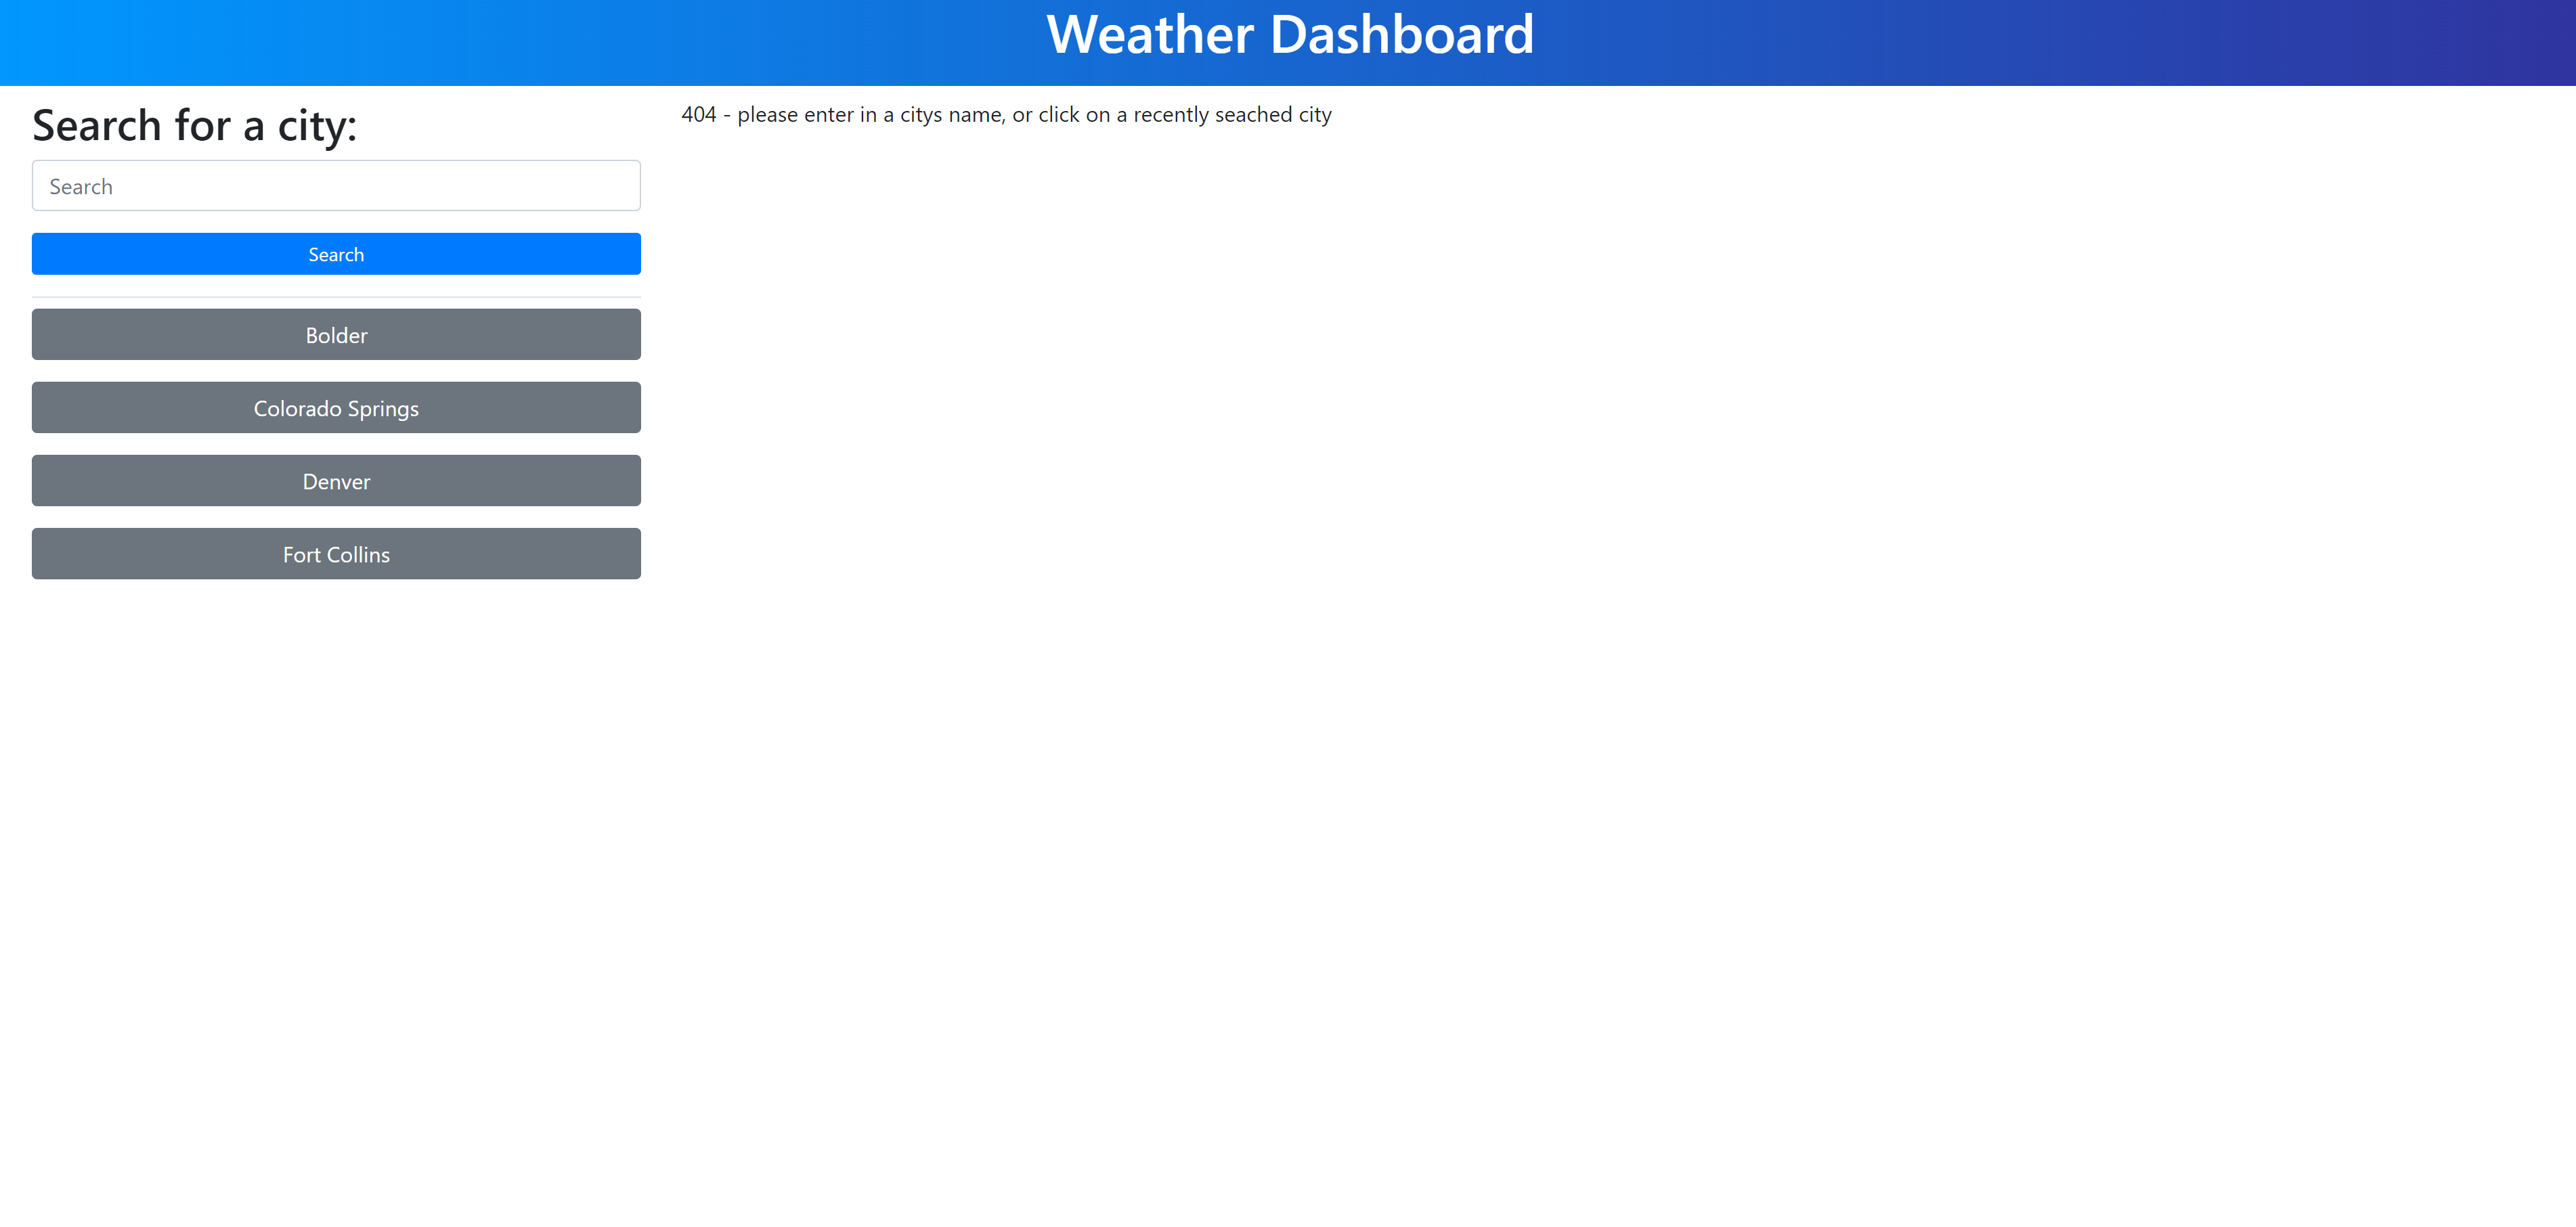 Weather Dashboard
Search for a city:
Search
Search
Bolder
Colorado Springs
Denver
Fort Collins
404 - please enter in a citys name, or click on a recently seached city